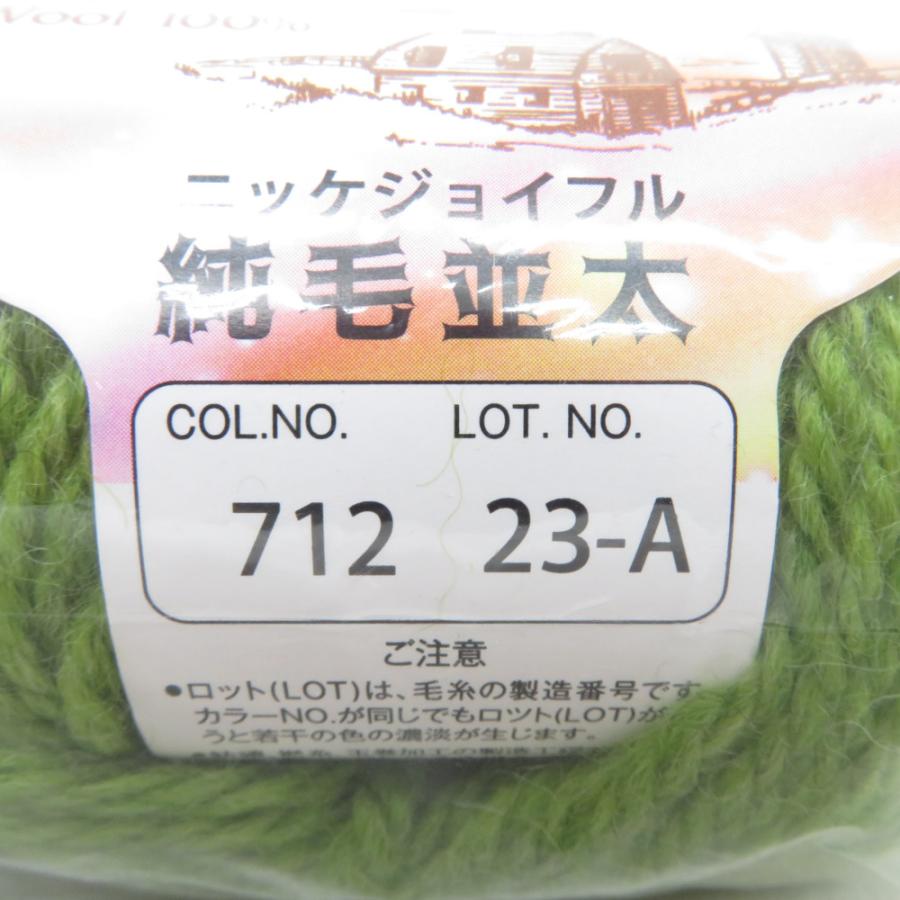 Wool 100%
ニッケジョイフル
純毛並太
COL.NO. LOT. NO.
712 23-A
ご注意
●ロット(LOT)は、毛糸の製造番号です
カラーNO.が同じでもロツト(LOT)が
うと若干の色の濃淡が生じます。